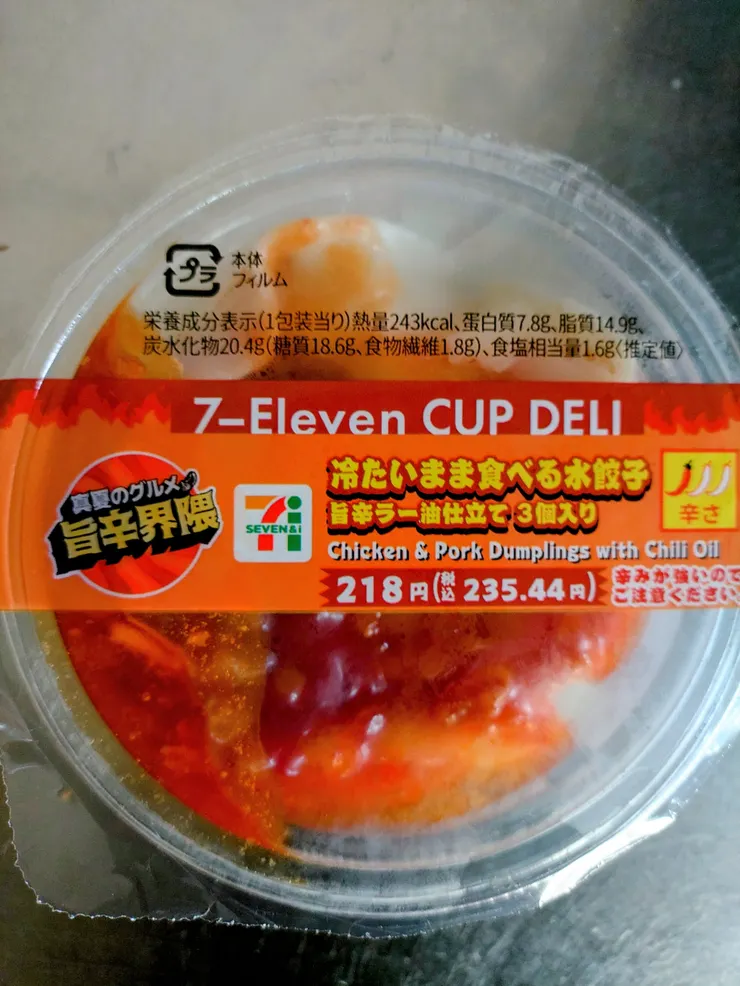 プラ
本体
フィルム
栄養成分表示(1包装当り)熱量243kcal、蛋白質7.8g、脂質14.9g、
炭水化物20.4g(糖質18.6g、食物繊維1.8g)、食塩相当量1.6g〈推定値〉
7-Eleven CUP DELI
真夏のグルメ
旨辛界隈
SEVEN&i
冷たいまま食べる水餃子
旨辛ラー油仕立て 3個入り
Chicken & Pork Dumplings with Chili Oil
218円(税込 235.44円)
辛さ
辛みが強いので
ご注意ください。